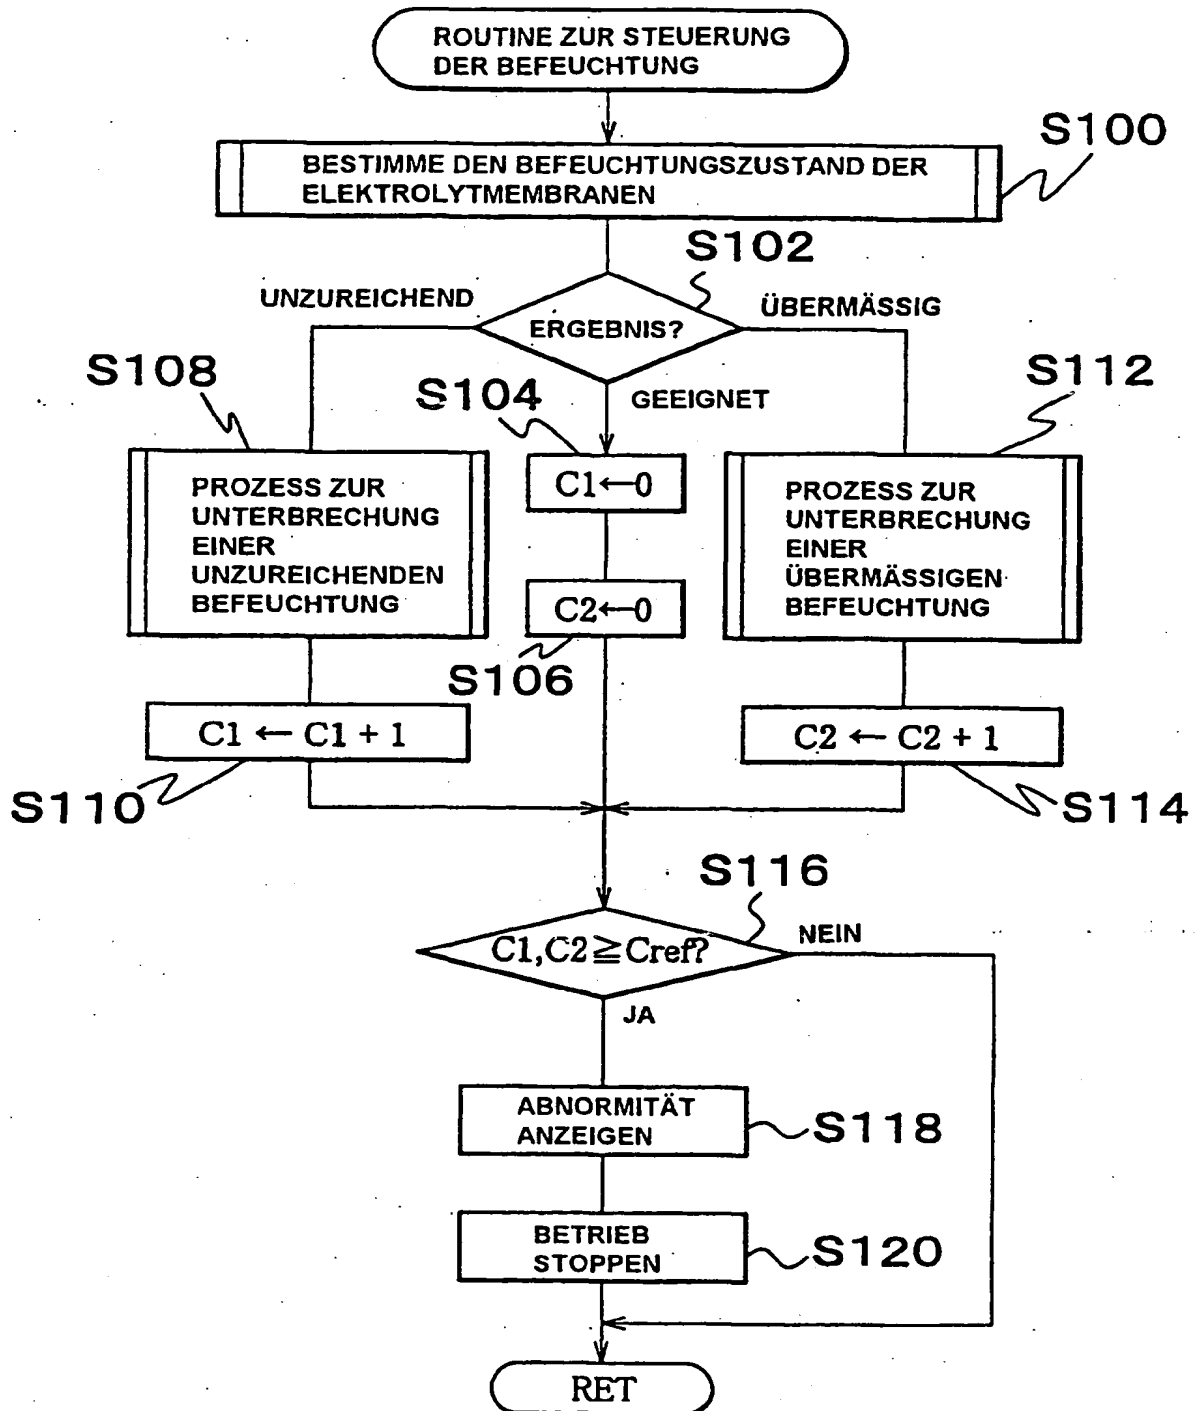 ROUTINE ZUR STEUERUNG
DER BEFEUCHTUNG
S100
BESTIMME DEN BEFEUCHTUNGSZUSTAND DER
ELEKTROLYTMEMBRANEN
S102
UNZUREICHEND
ERGEBNIS?
ÜBERMÄSSIG
GEEIGNET
S108
S104
S112
PROZESS ZUR
UNTERBRECHUNG
EINER
UNZUREICHENDEN
BEFEUCHTUNG
C1←0
C2←0
S106
PROZESS ZUR
UNTERBRECHUNG
EINER
ÜBERMÄSSIGEN
BEFEUCHTUNG
C1 ← C1 + 1
S110
C2 ← C2 + 1
S114
S116
C1,C2≧Cref?
NEIN
JA
ABNORMITÄT
ANZEIGEN
S118
BETRIEB
STOPPEN
S120
RET